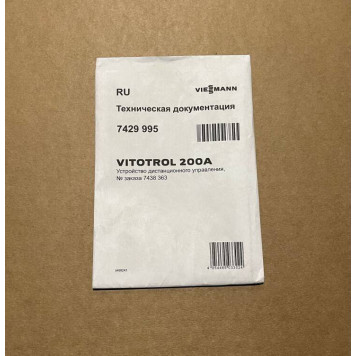 RU
VIESMANN
Техническая документация
7429 995
VITOTROL 200A
Устройство дистанционного управления,
№ заказа 7438 363